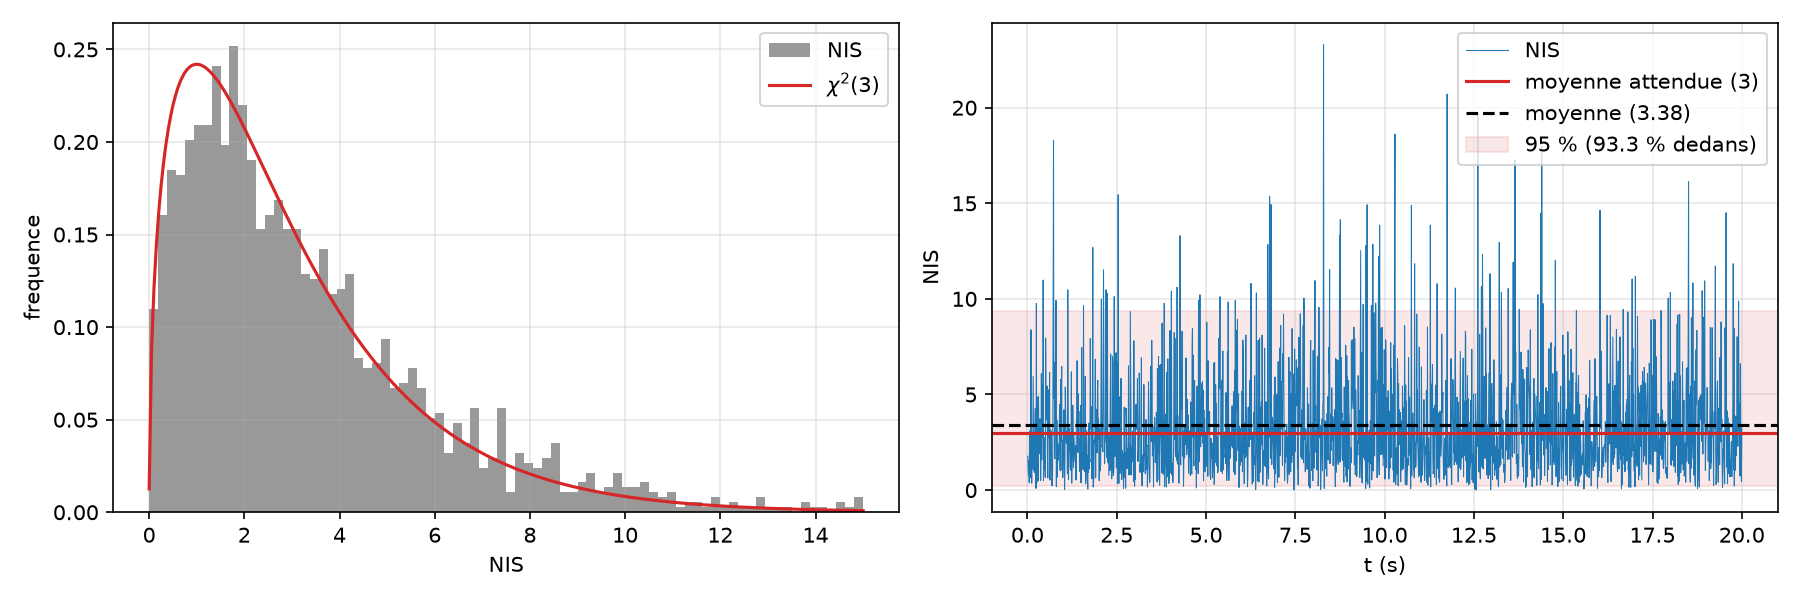 NIS
χ²(3)
frequence
0.25
0.20
0.15
0.10
0.05
0.00
0 2 4 6 8 10 12 14
NIS
NIS
moyenne attendue (3)
moyenne (3.38)
95 % (93.3 % dedans)
NIS
20
15
10
5
0
0.0 2.5 5.0 7.5 10.0 12.5 15.0 17.5 20.0
t (s)